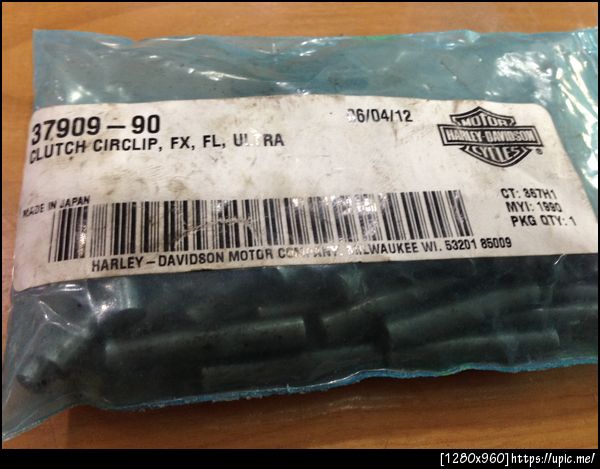 37909-90
06/04/12
CLUTCH CIRCLIP, FX, FL, ULTRA
MOTOR
HARLEY-DAVIDSON
CYCLES
®
MADE IN JAPAN
CT: 367H1
MYI: 1990
PKG QTY: 1
HARLEY-DAVIDSON MOTOR COMPANY. MILWAUKEE WI. 53201 85009
[1280x960]https://upic.me/